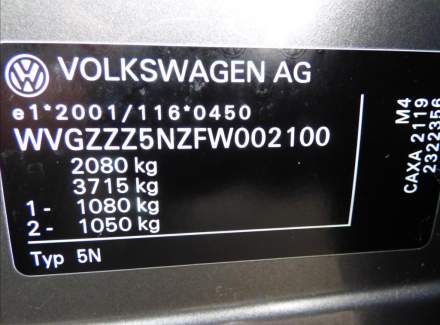 VOLKSWAGEN AG
e1*2001/116*0450
WVGZZZ5NZFW002100
2080 kg
3715 kg
1- 1080 kg
2- 1050 kg
Typ 5N
M4
CAXA 2119
2322356